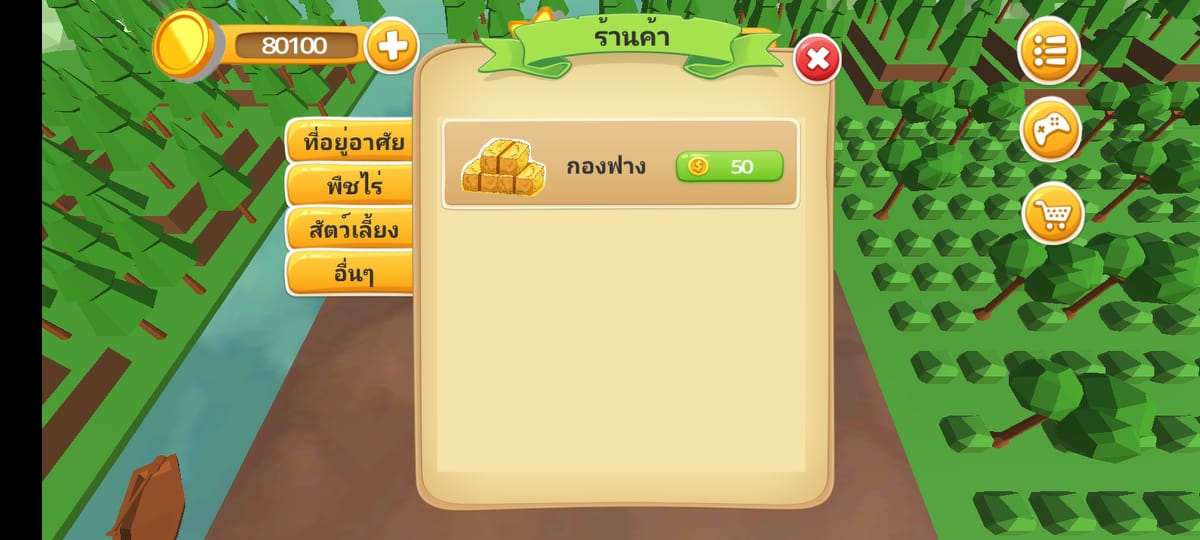 80100
ร้านค้า
ที่อยู่อาศัย
พืชไร่
สัตว์เลี้ยง
อื่นๆ
กองฟาง 50